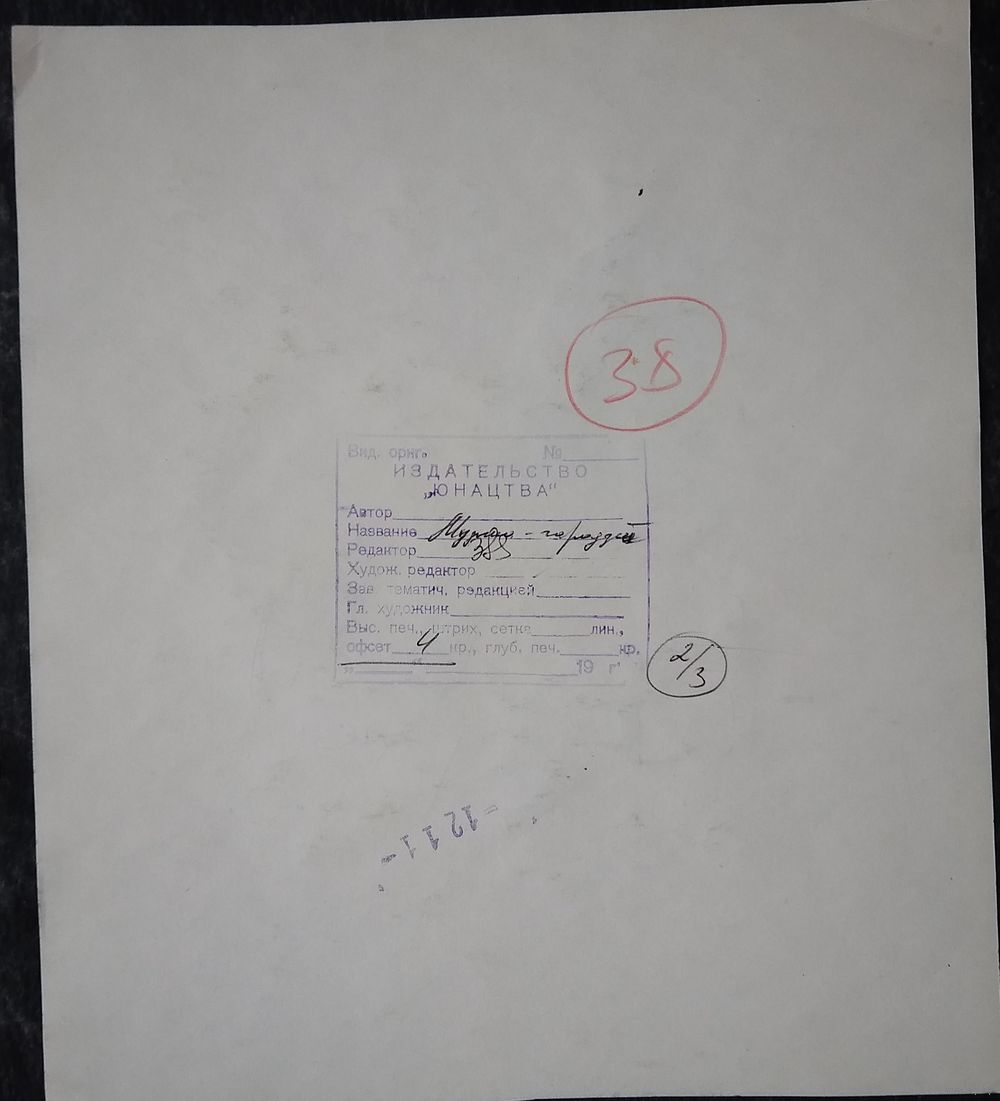 38
Вид. ориг. №
ИЗДАТЕЛЬСТВО
„ЮНАЦТВА“
Автор
Название
Редактор 388
Худож. редактор
Зав. тематич. редакцией
Гл. художник
Выс. печ., штрих, сетка лин.,
офсет 4 кр., глуб. печ. кр.
„ “ 19 г
2/3
-1211-